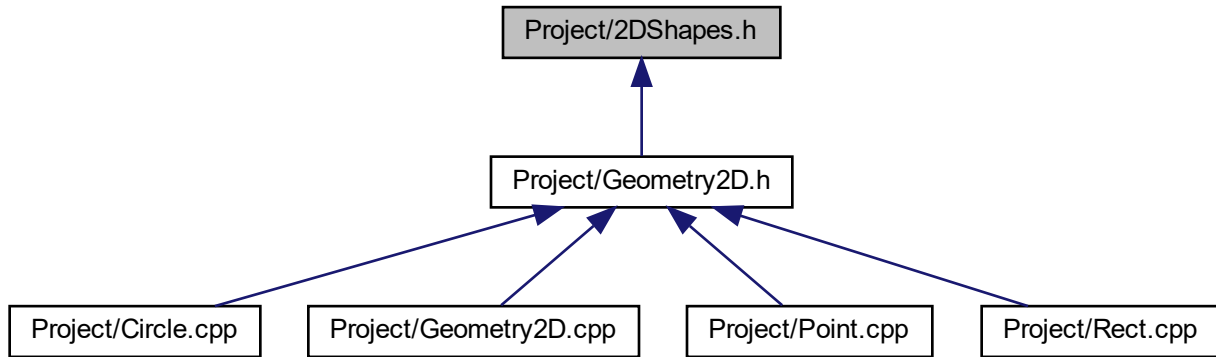 Project/2DShapes.h
Project/Geometry2D.h
Project/Circle.cpp
Project/Geometry2D.cpp
Project/Point.cpp
Project/Rect.cpp